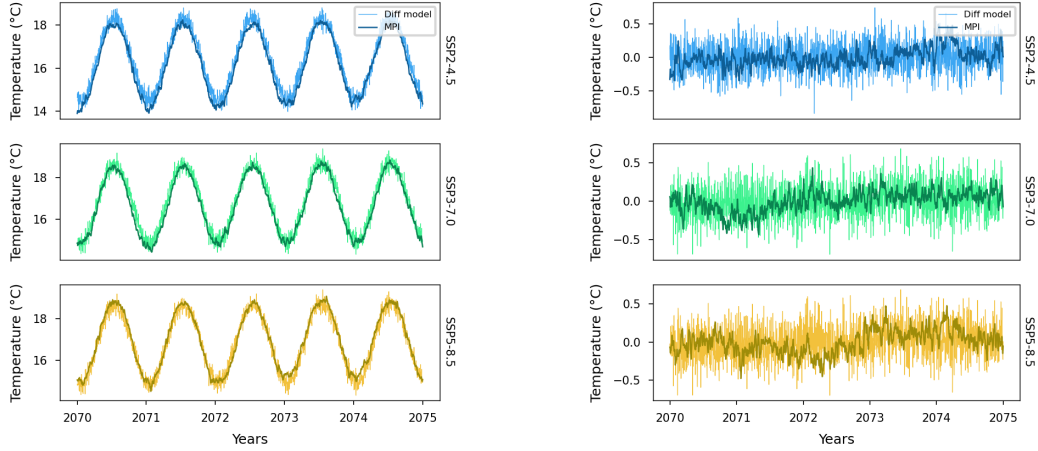 Temperature (°C)
18
16
14
Diff model
MPI
SSP2-4.5
Temperature (°C)
18
16
SSP3-7.0
Temperature (°C)
18
16
SSP5-8.5
2070
2071
2072
2073
2074
2075
Years
Temperature (°C)
0.5
0.0
−0.5
Diff model
MPI
SSP2-4.5
Temperature (°C)
0.5
0.0
−0.5
SSP3-7.0
Temperature (°C)
0.5
0.0
−0.5
SSP5-8.5
2070
2071
2072
2073
2074
2075
Years